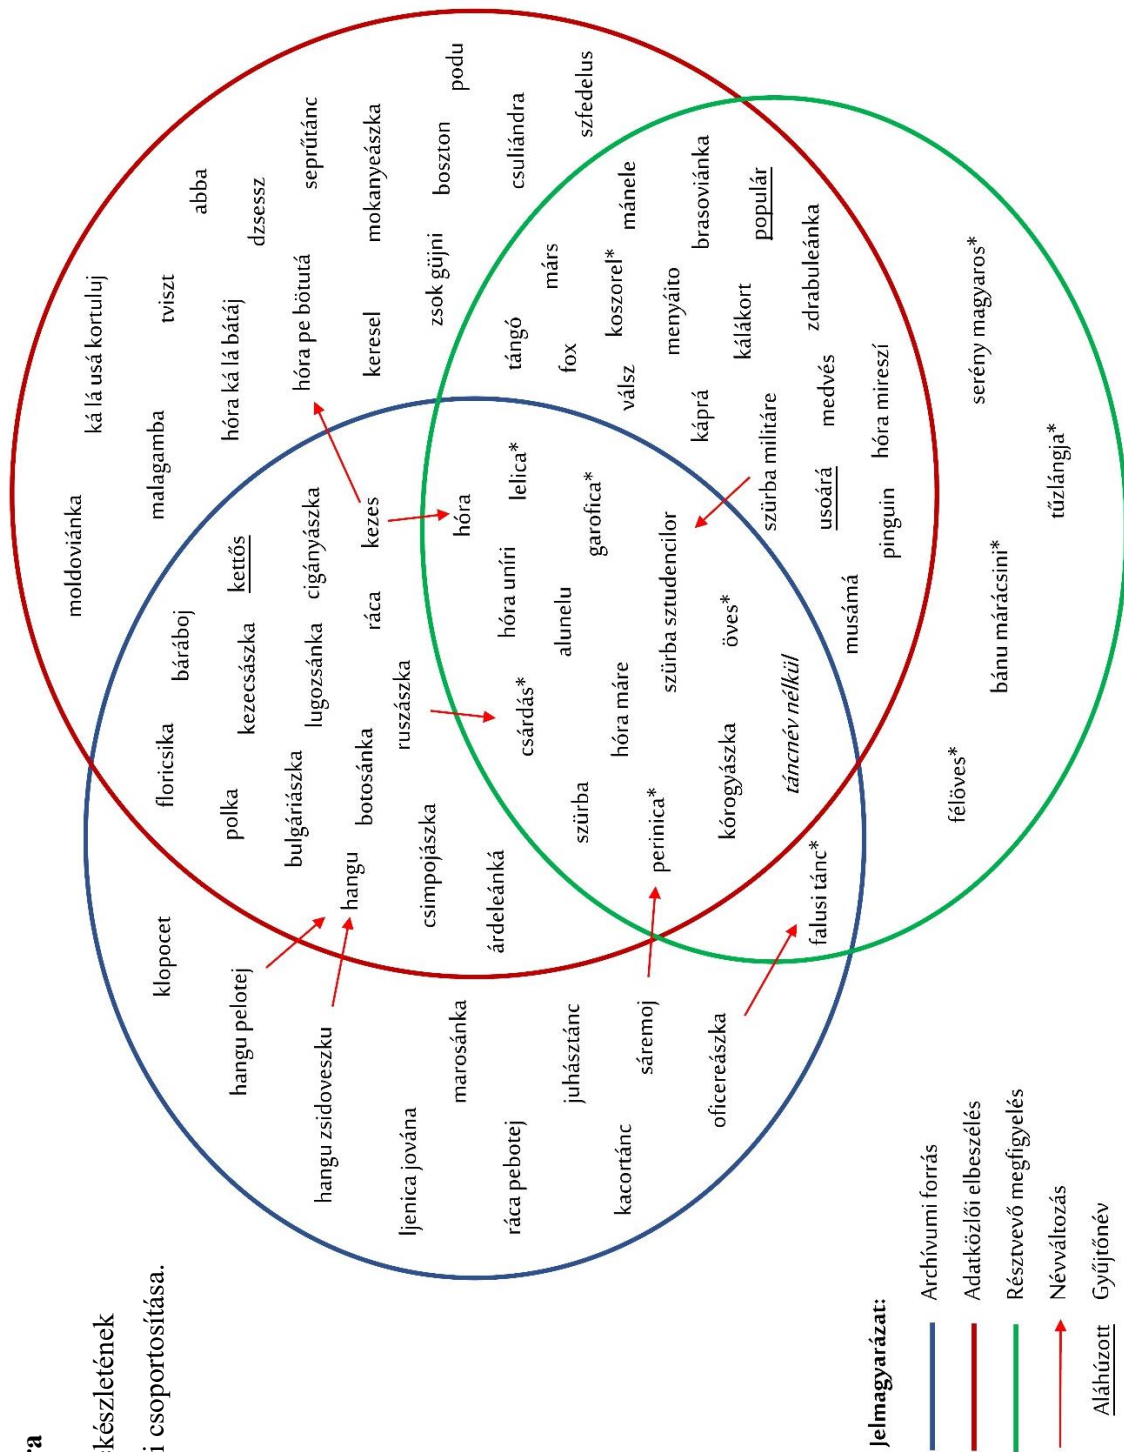 ra
készletének
i csoportosítása.
moldoviánka
ká lá usá kortuluj
malagamba
tviszt
abba
hóra ká lá bátáj
dzsessz
hóra pe bötutá
seprűtánc
keresel
mokanyeászka
zsok güjni
boszton
podu
csuliándra
szfedelus
klopocet
floricsika
báráboj
hangu pelotej
polka
kezecsászka
kettős
hangu zsidoveszku
bulgáriászka
lugozsánka
cigányászka
hangu
botosánka
ráca
kezes
ljenica jována
csimpojászka
ruszászka
marosánka
árdeleánká
ráca pebotej
juhásztánc
kacortánc
sáremoj
oficereászka
hóra
csárdás*
hóra uníri
lelica*
szürba
alunelu
garofica*
hóra máre
perinica*
szürba sztudencilor
kórogyászka
öves*
táncnév nélkül
falusi tánc*
tángó
márs
fox
koszorel*
mánele
válsz
menyáito
brasoviánka
káprá
kálákort
populár
szürba militáre
medvés
zdrabuleánka
usoárá
musámá
pinguin
hóra mireszí
félöves*
bánu márácsini*
tűzlángja*
serény magyaros*
Jelmagyarázat:
Archívumi forrás
Adatközlői elbeszélés
Résztvevő megfigyelés
Névváltozás
Aláhúzott Gyűjtőnév